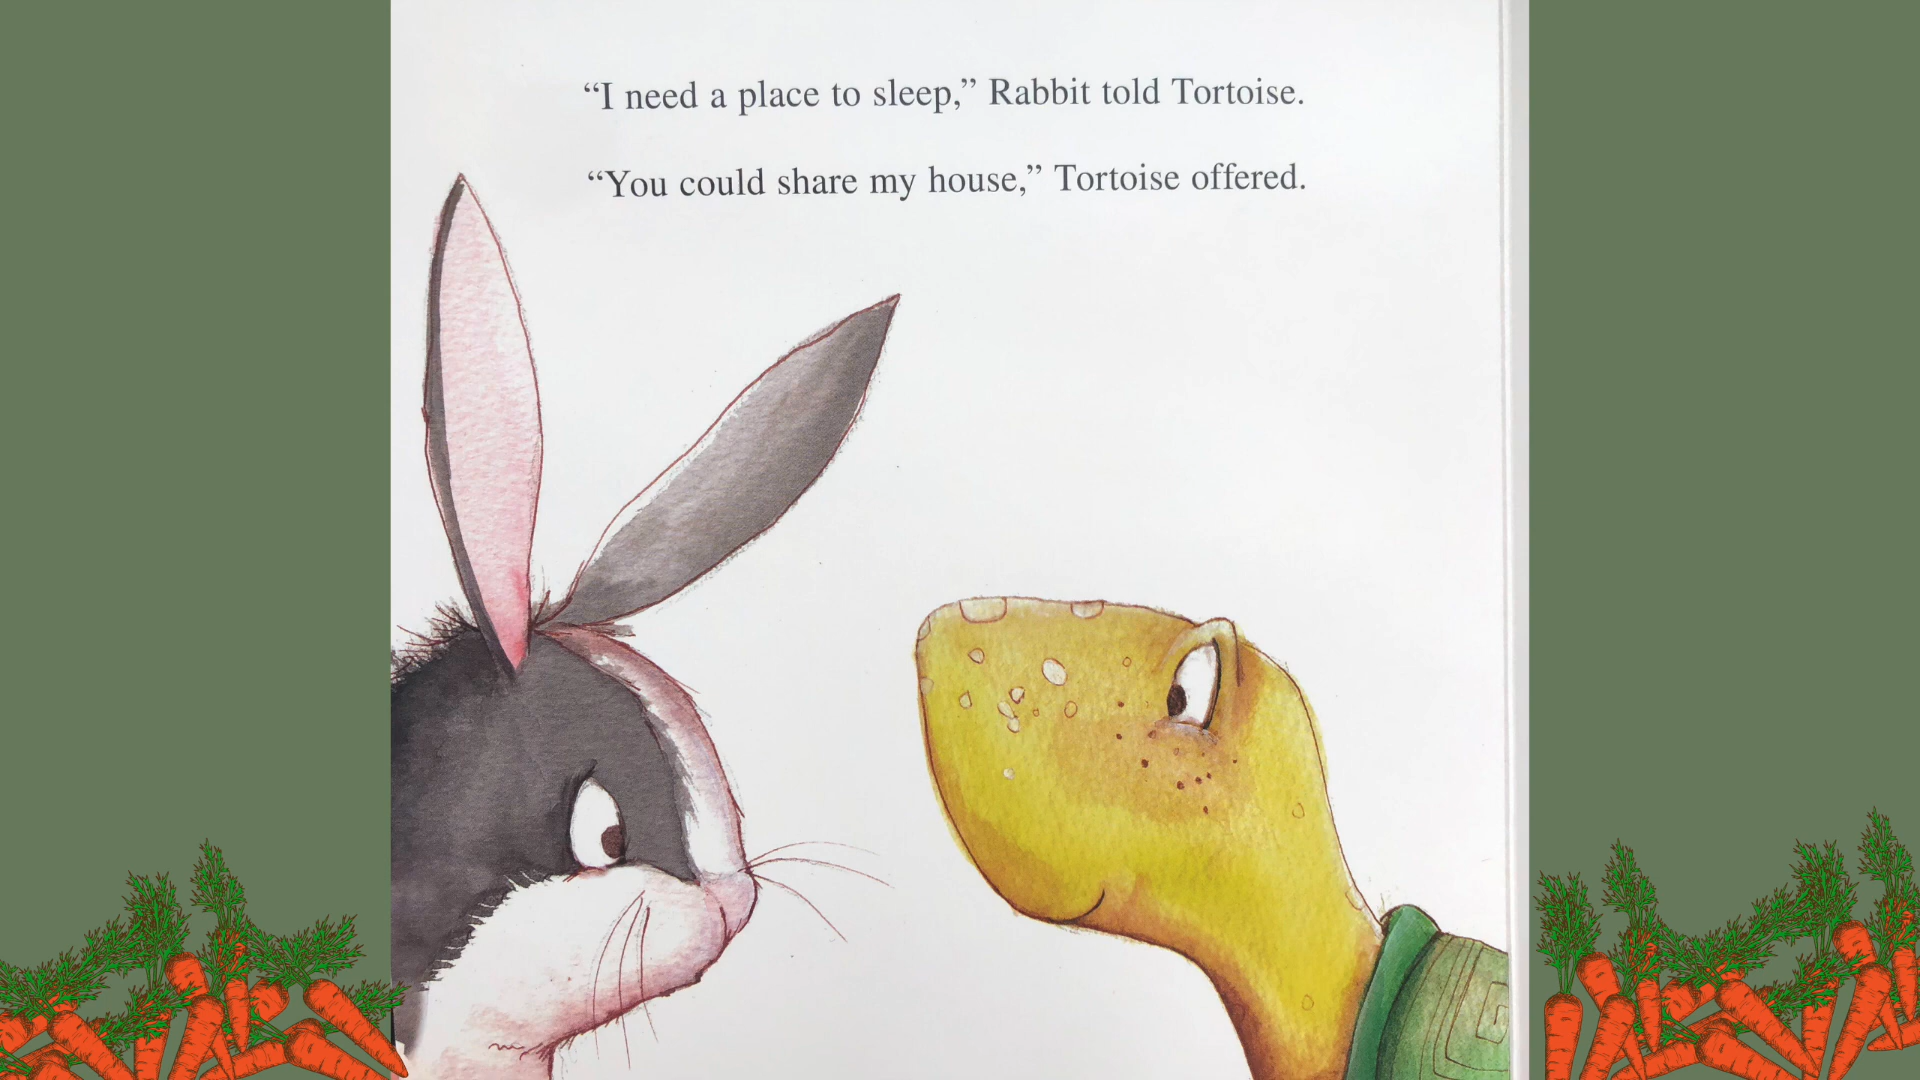 “I need a place to sleep,” Rabbit told Tortoise.
“You could share my house,” Tortoise offered.